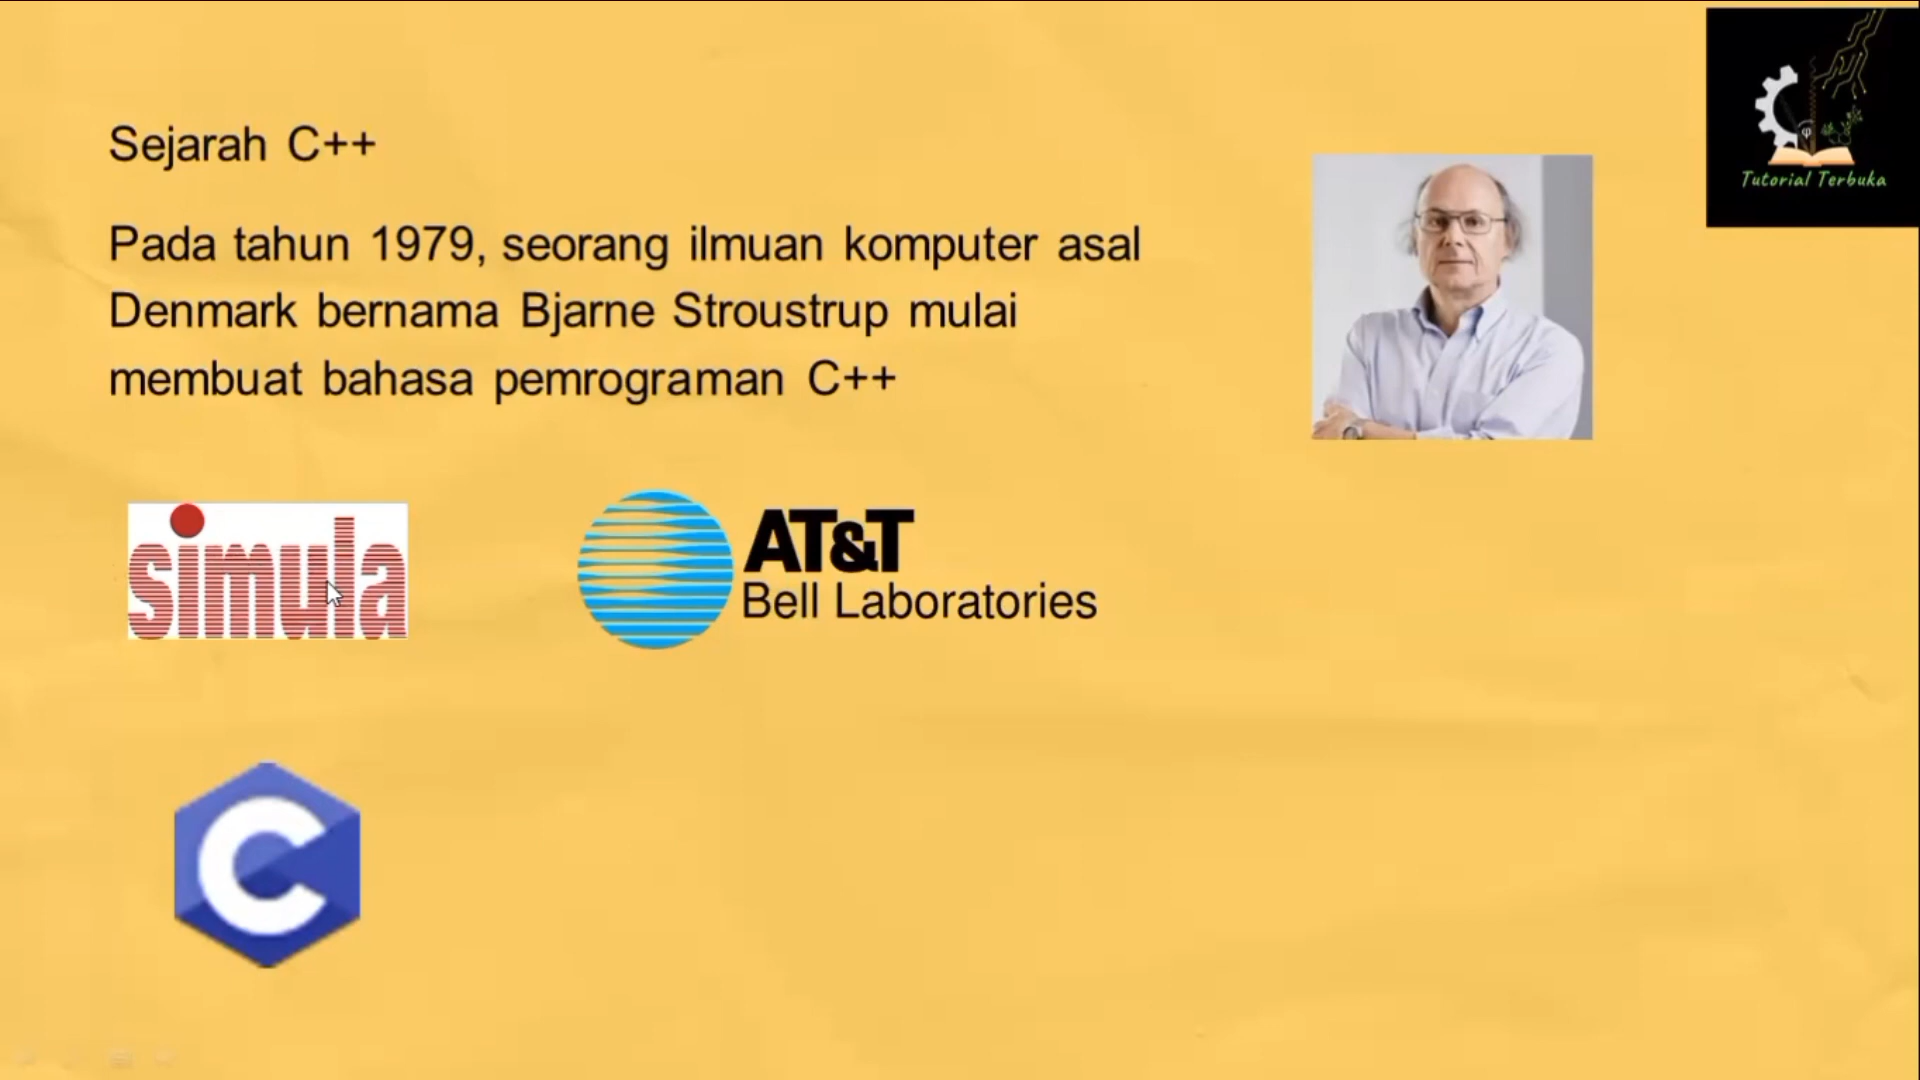 Sejarah C++
Pada tahun 1979, seorang ilmuan komputer asal
Denmark bernama Bjarne Stroustrup mulai
membuat bahasa pemrograman C++
simula
AT&T
Bell Laboratories
C
φ
Tutorial Terbuka